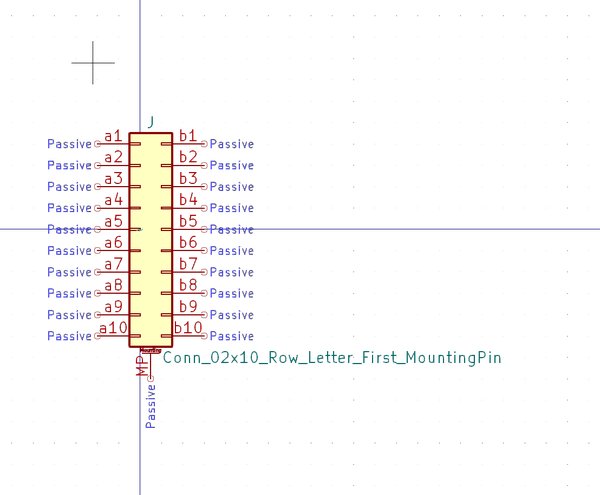 J
Passive a1 b1 Passive
Passive a2 b2 Passive
Passive a3 b3 Passive
Passive a4 b4 Passive
Passive a5 b5 Passive
Passive a6 b6 Passive
Passive a7 b7 Passive
Passive a8 b8 Passive
Passive a9 b9 Passive
Passive a10 b10 Passive
Mounting
Conn_02x10_Row_Letter_First_MountingPin
MP
Passive